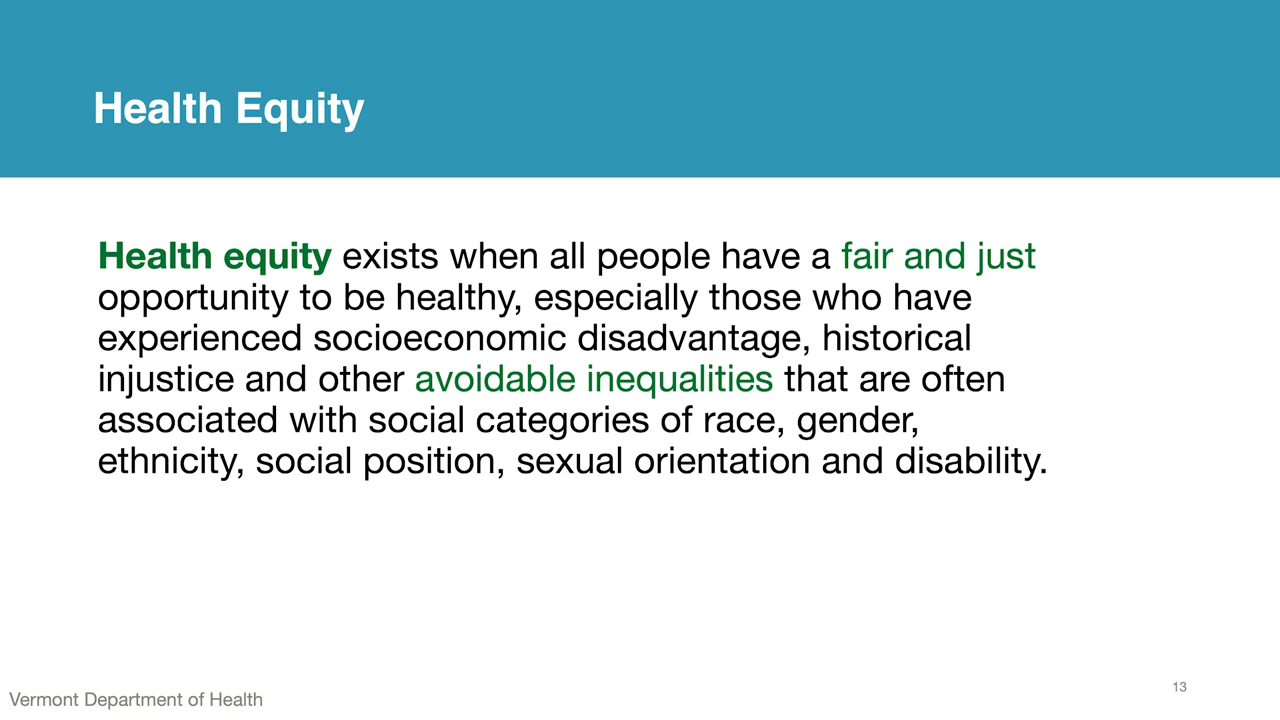 Health Equity
Health equity exists when all people have a fair and just
opportunity to be healthy, especially those who have
experienced socioeconomic disadvantage, historical
injustice and other avoidable inequalities that are often
associated with social categories of race, gender,
ethnicity, social position, sexual orientation and disability.
13
Vermont Department of Health